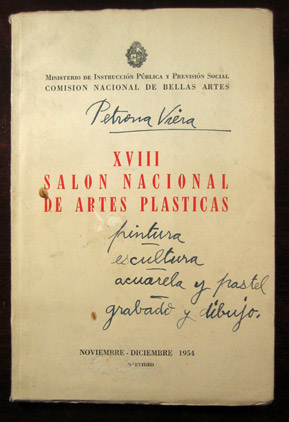 MINISTERIO DE INSTRUCCIÓN PÚBLICA Y PREVISIÓN SOCIAL
COMISION NACIONAL DE BELLAS ARTES
Petrona Viera
XVIII
SALON NACIONAL
DE ARTES PLASTICAS
pintura
escultura
acuarela y pastel
grabado y dibujo.
NOVIEMBRE - DICIEMBRE 1954